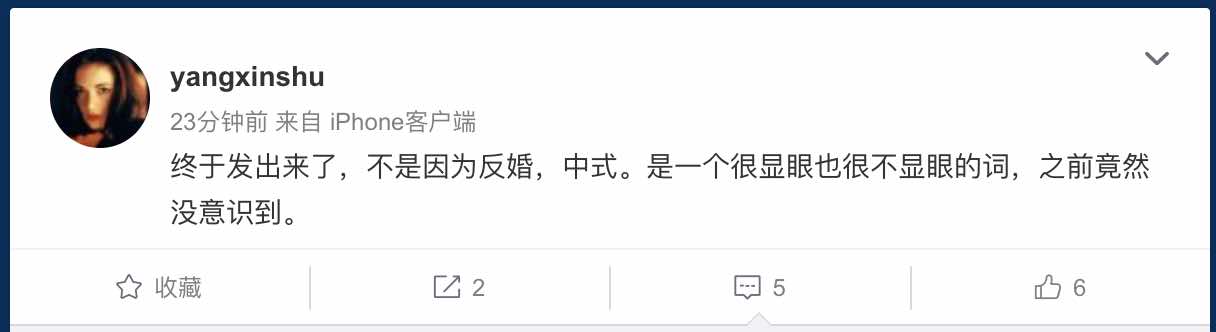 yangxinshu
23分钟前 来自 iPhone客户端
终于发出来了，不是因为反婚，中式。是一个很显眼也很不显眼的词，之前竟然
没意识到。
收藏 2 5 6